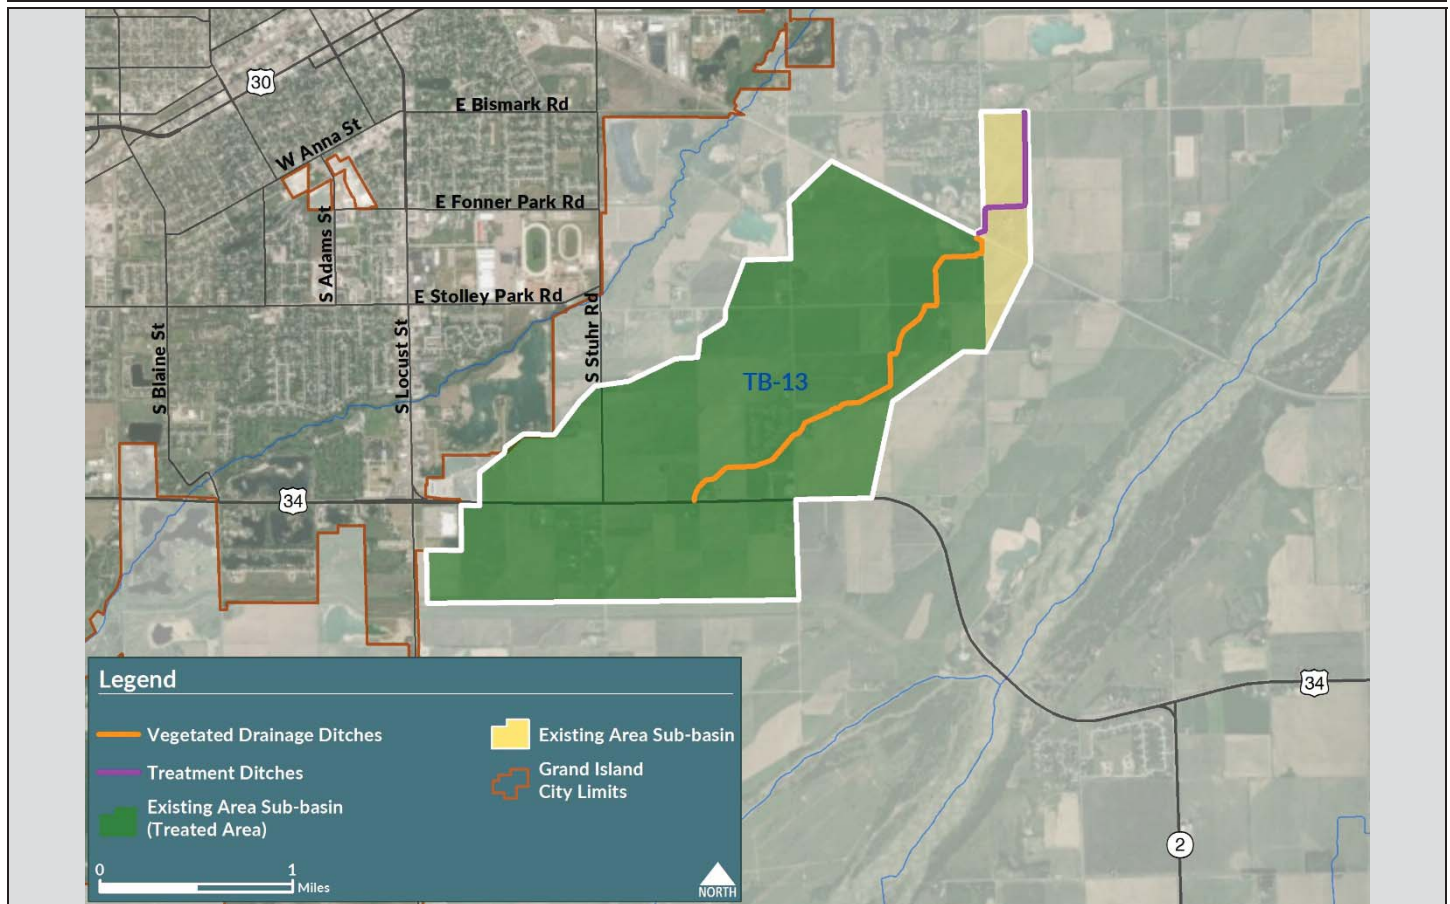 30
E Bismark Rd
W Anna St
E Fonner Park Rd
S Adams St
E Stolley Park Rd
S Blaine St
S Locust St
S Stuhr Rd
TB-13
34
34
2
Legend
Vegetated Drainage Ditches
Treatment Ditches
Existing Area Sub-basin
(Treated Area)
Existing Area Sub-basin
Grand Island
City Limits
0 1
Miles
NORTH